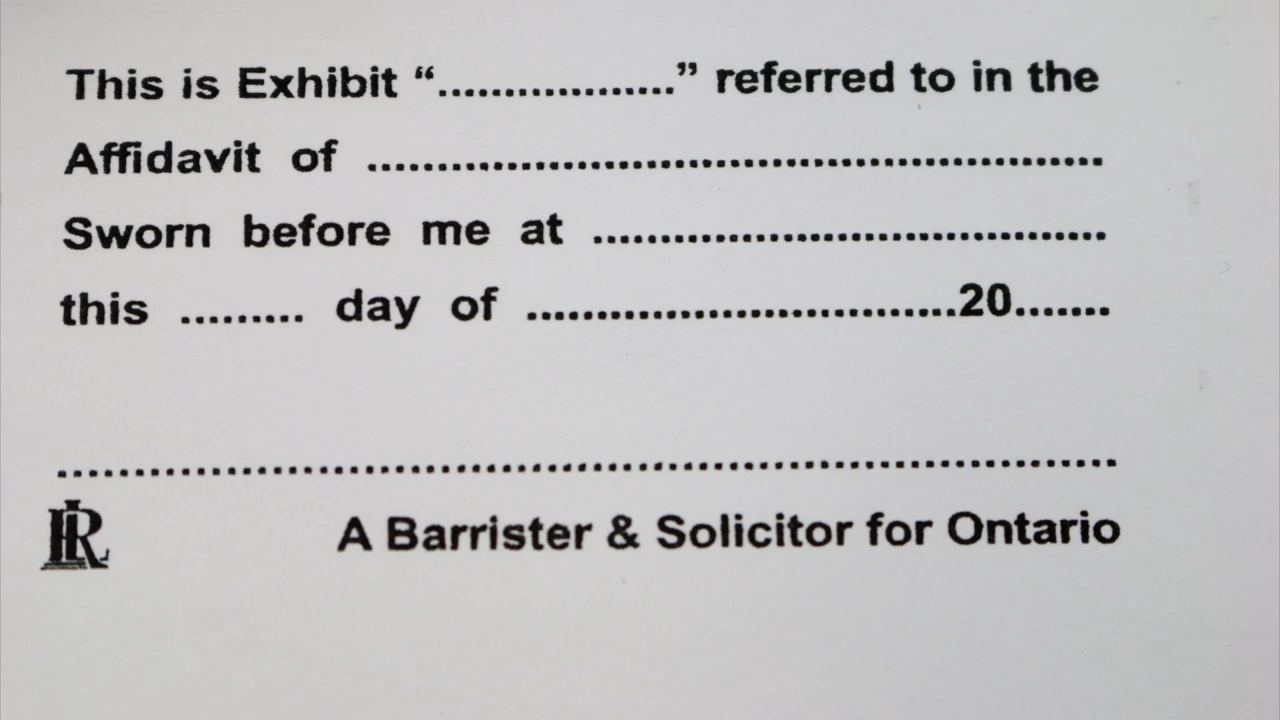 This is Exhibit “..................” referred to in the
Affidavit of ........................................................
Sworn before me at .......................................
this ......... day of .................................20.......
................................................................................
LR
A Barrister & Solicitor for Ontario